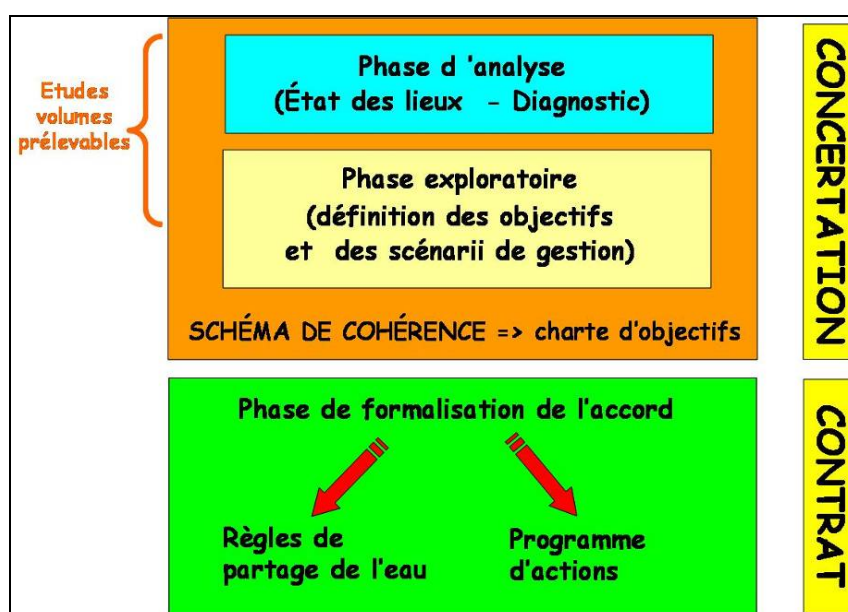 Etudes
volumes
prélevables
Phase d 'analyse
(État des lieux - Diagnostic)
Phase exploratoire
(définition des objectifs
et des scénarii de gestion)
SCHÉMA DE COHÉRENCE => charte d'objectifs
CONCERTATION
Phase de formalisation de l'accord
Règles de
partage de l'eau
Programme
d'actions
CONTRAT